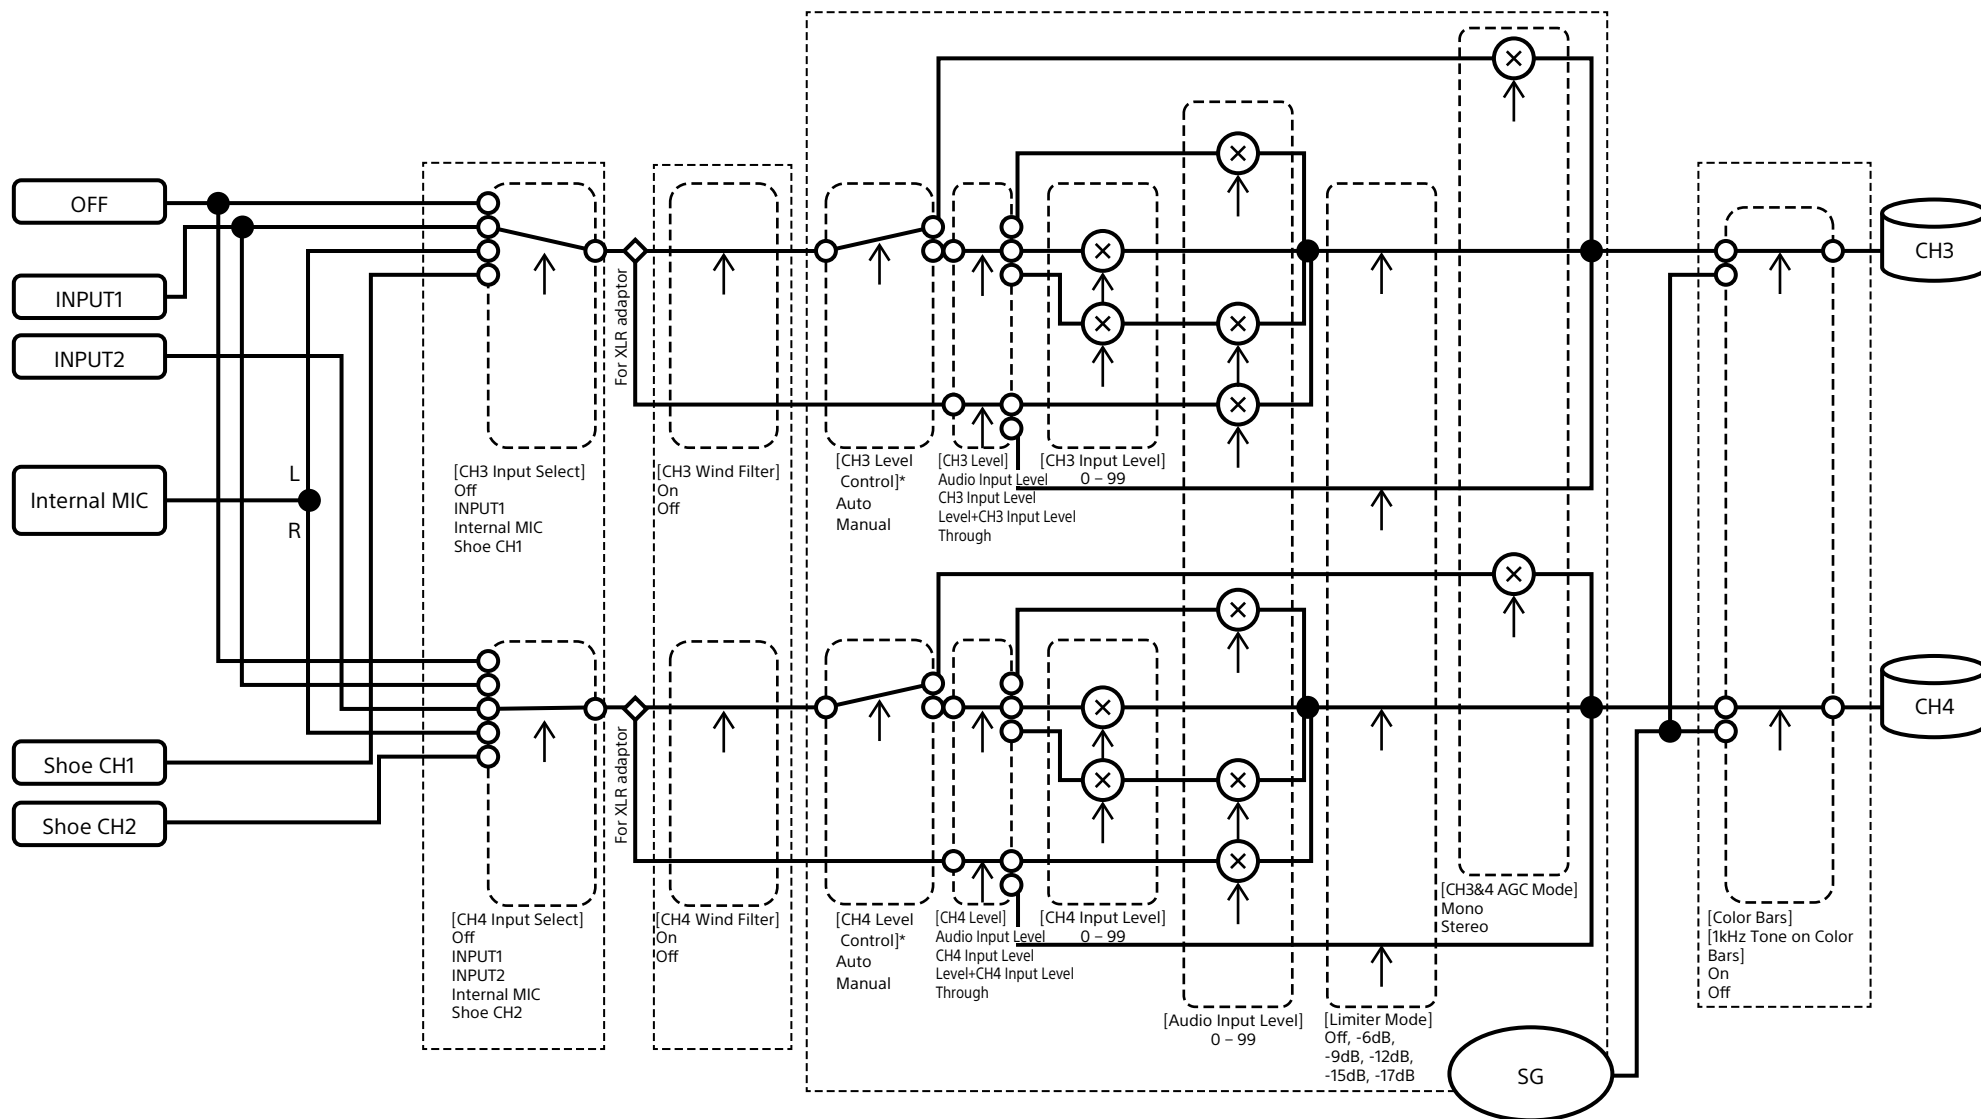 OFF
INPUT1
INPUT2
Internal MIC
L
R
Shoe CH1
Shoe CH2
[CH3 Input Select]
Off
INPUT1
Internal MIC
Shoe CH1
For XLR adaptor
[CH3 Wind Filter]
On
Off
[CH3 Level
Control]*
Auto
Manual
[CH3 Level]
Audio Input Level
CH3 Input Level
Level+CH3 Input Level
Through
[CH3 Input Level]
0 – 99
CH3
[CH4 Input Select]
Off
INPUT1
INPUT2
Internal MIC
Shoe CH2
For XLR adaptor
[CH4 Wind Filter]
On
Off
[CH4 Level
Control]*
Auto
Manual
[CH4 Level]
Audio Input Level
CH4 Input Level
Level+CH4 Input Level
Through
[CH4 Input Level]
0 – 99
[Audio Input Level]
0 – 99
[Limiter Mode]
Off, -6dB,
-9dB, -12dB,
-15dB, -17dB
[CH3&4 AGC Mode]
Mono
Stereo
SG
[Color Bars]
[1kHz Tone on Color
Bars]
On
Off
CH4